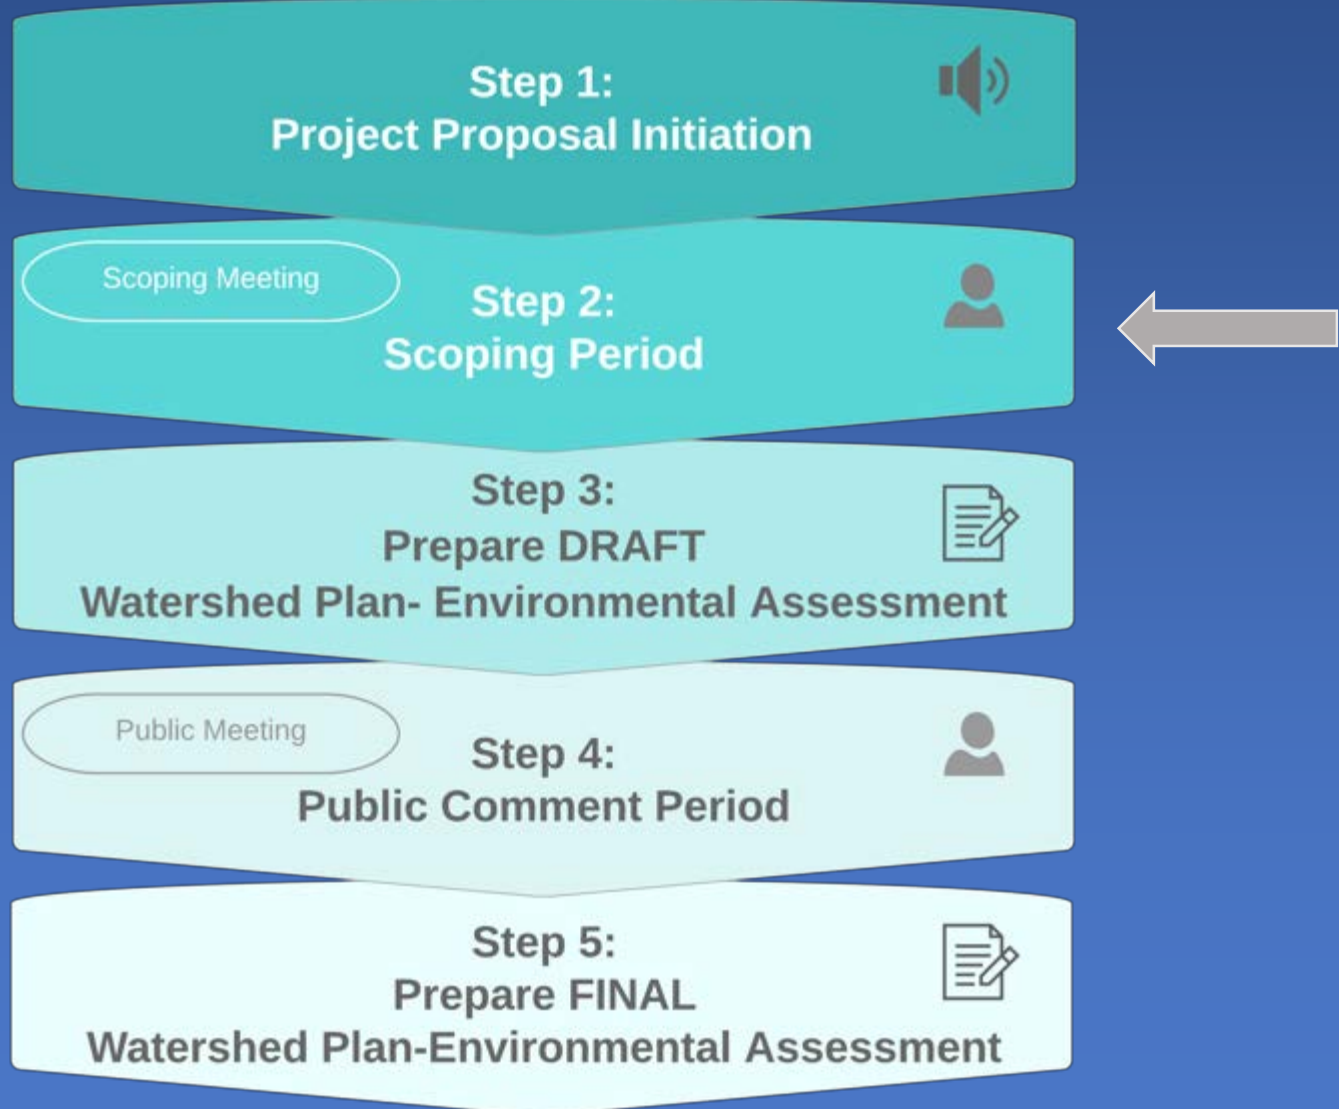 Step 1:
Project Proposal Initiation
Scoping Meeting
Step 2:
Scoping Period
Step 3:
Prepare DRAFT
Watershed Plan- Environmental Assessment
Public Meeting
Step 4:
Public Comment Period
Step 5:
Prepare FINAL
Watershed Plan-Environmental Assessment